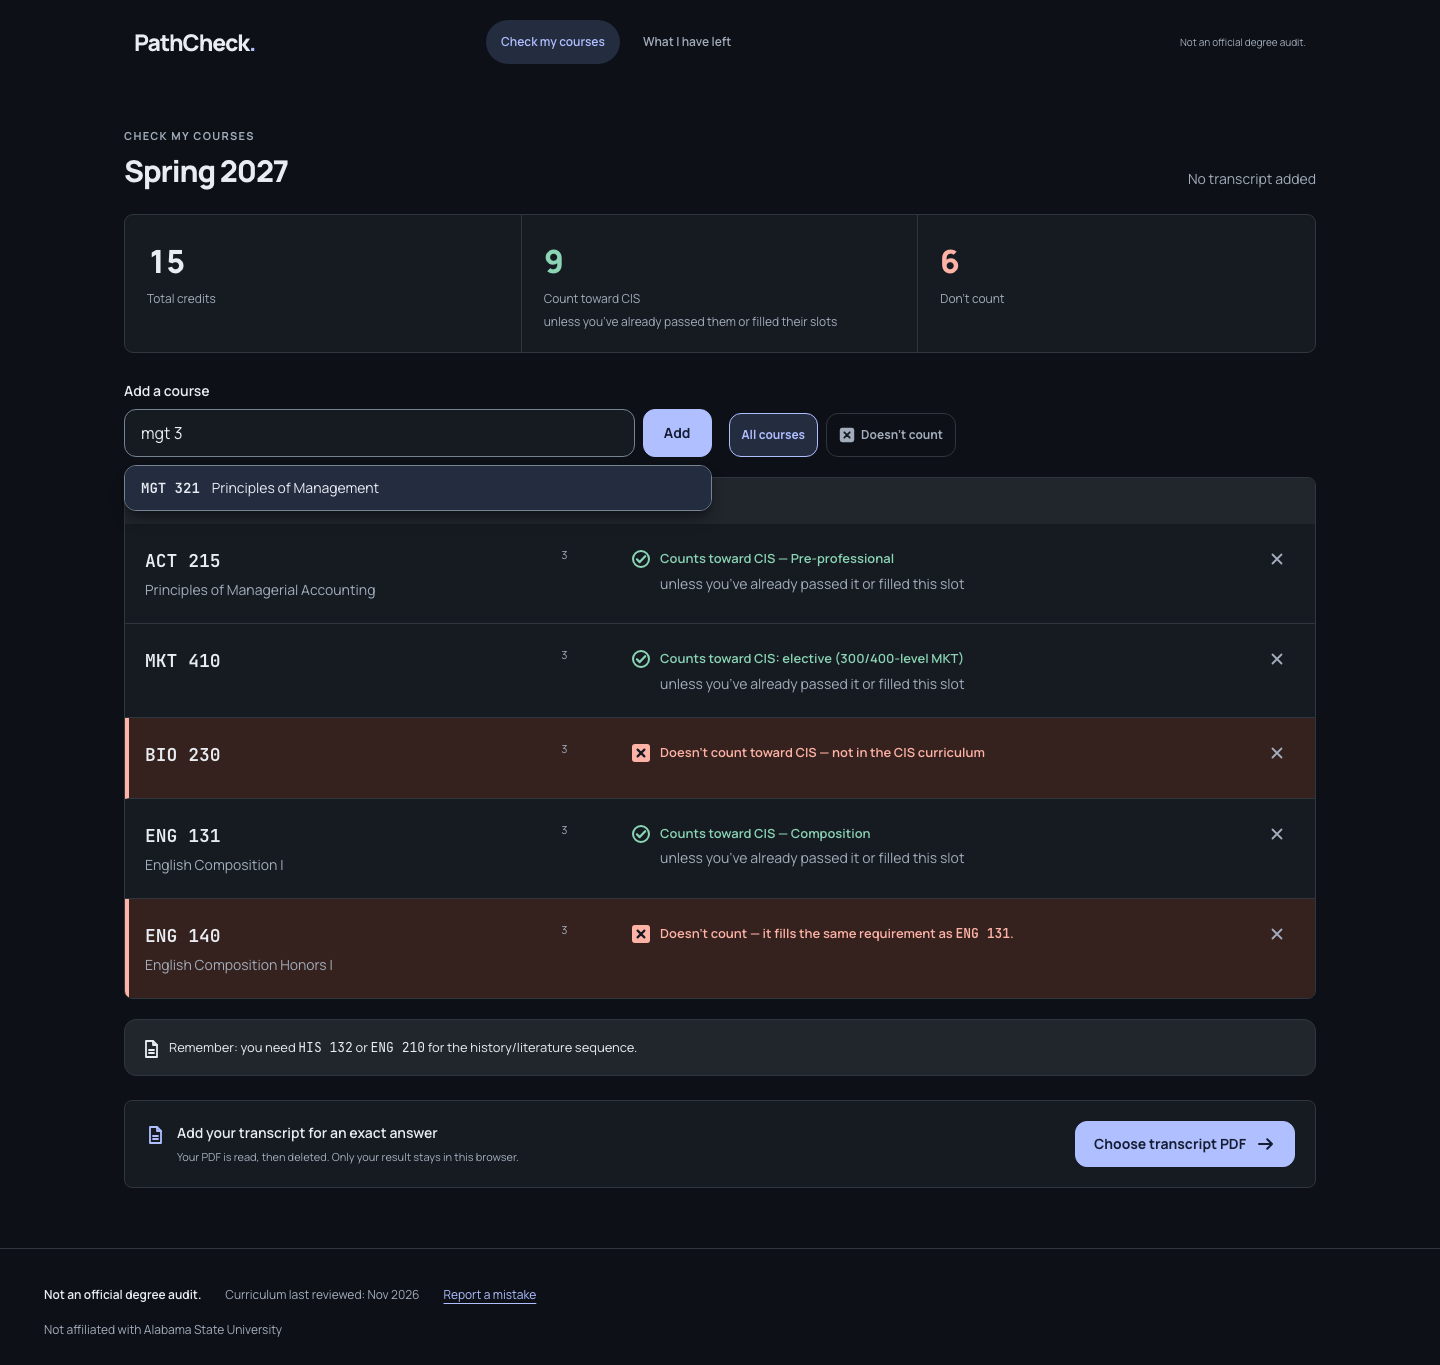 PathCheck.
Check my courses
What I have left
Not an official degree audit.
CHECK MY COURSES
Spring 2027
No transcript added
15
Total credits
9
Count toward CIS
unless you've already passed them or filled their slots
6
Don't count
Add a course
mgt 3
Add
All courses
Doesn't count
MGT 321 Principles of Management
ACT 215
Principles of Managerial Accounting
3
Counts toward CIS — Pre-professional
unless you've already passed it or filled this slot
MKT 410
3
Counts toward CIS: elective (300/400-level MKT)
unless you've already passed it or filled this slot
BIO 230
3
Doesn't count toward CIS — not in the CIS curriculum
ENG 131
English Composition I
3
Counts toward CIS — Composition
unless you've already passed it or filled this slot
ENG 140
English Composition Honors I
3
Doesn't count — it fills the same requirement as ENG 131.
Remember: you need HIS 132 or ENG 210 for the history/literature sequence.
Add your transcript for an exact answer
Your PDF is read, then deleted. Only your result stays in this browser.
Choose transcript PDF
Not an official degree audit.
Curriculum last reviewed: Nov 2026
Report a mistake
Not affiliated with Alabama State University